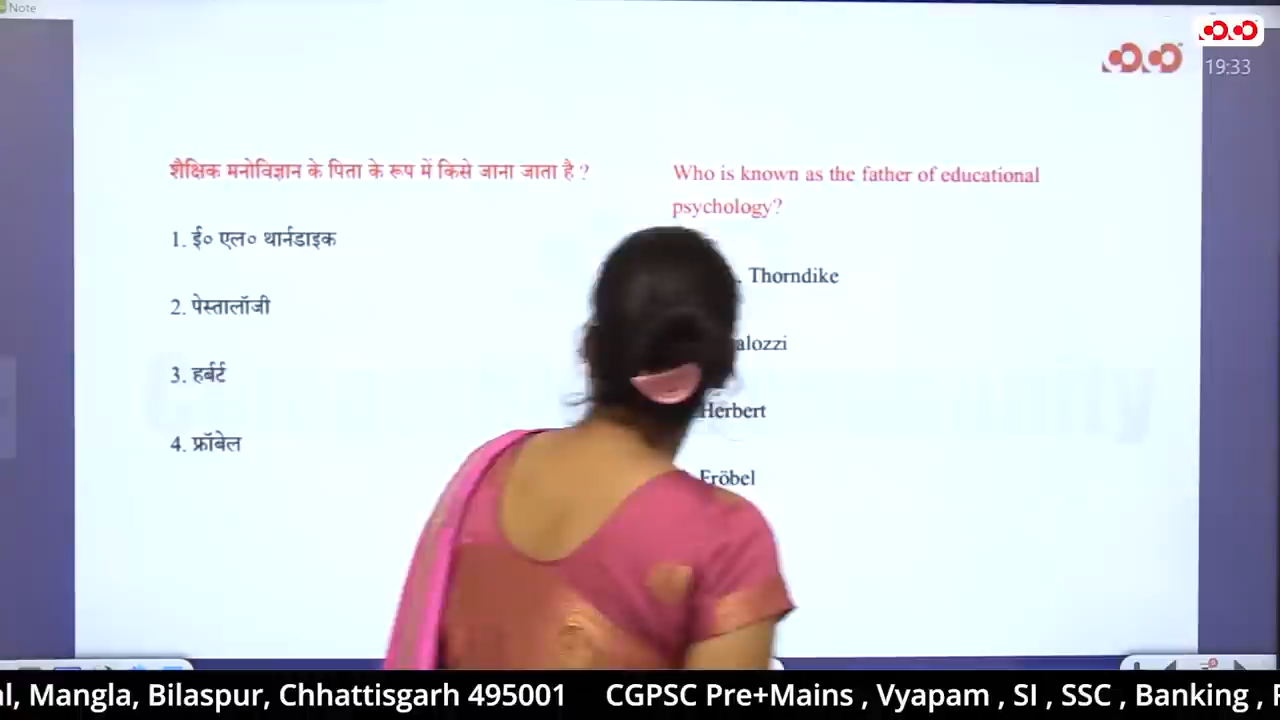 Note
19:33
शैक्षिक मनोविज्ञान के पिता के रूप में किसे जाना जाता है ?
1. ई० एल० थार्नडाइक
2. पेस्तालॉजी
3. हर्बर्ट
4. फ्रॉबेल
Who is known as the father of educational
psychology?
. Thorndike
alozzi
Herbert
Fröbel
l, Mangla, Bilaspur, Chhattisgarh 495001 CGPSC Pre+Mains , Vyapam , SI , SSC , Banking ,